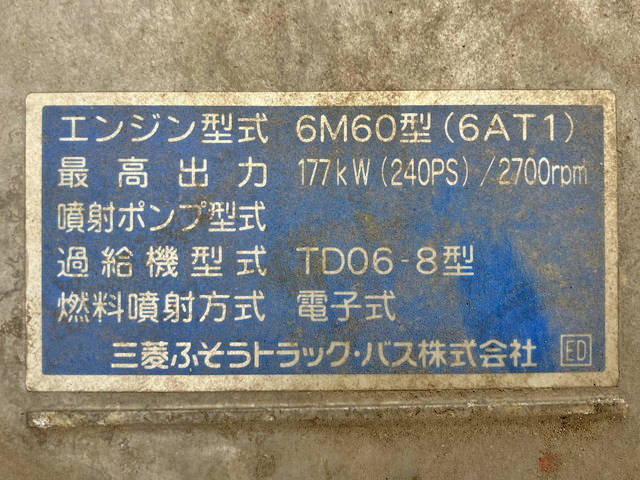 エンジン型式 6M60型(6AT1)
最高出力 177kW(240PS)/2700rpm
噴射ポンプ型式
過給機型式 TD06-8型
燃料噴射方式 電子式
三菱ふそうトラック・バス株式会社 ED